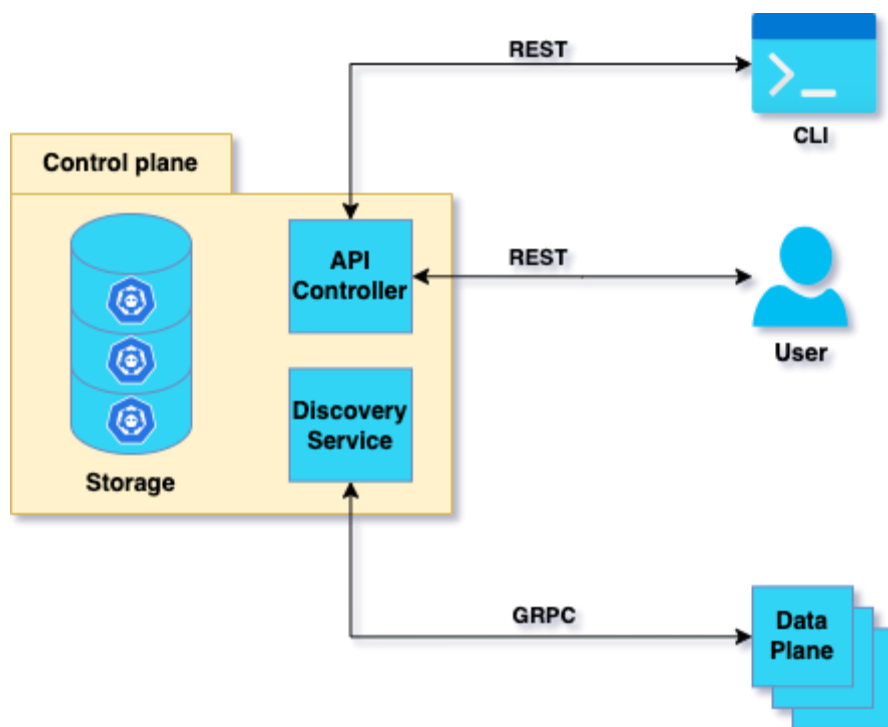 REST
CLI
Control plane
API
Controller
REST
User
Discovery
Service
Storage
GRPC
Data
Plane